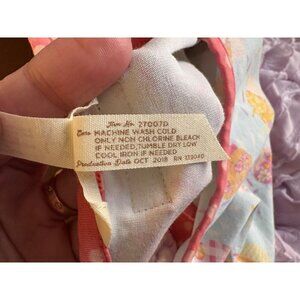 Item No. 27007D
Care MACHINE WASH COLD
ONLY NON CHLORINE BLEACH
IF NEEDED, TUMBLE DRY LOW
COOL IRON IF NEEDED
Production Date OCT 2018 RN